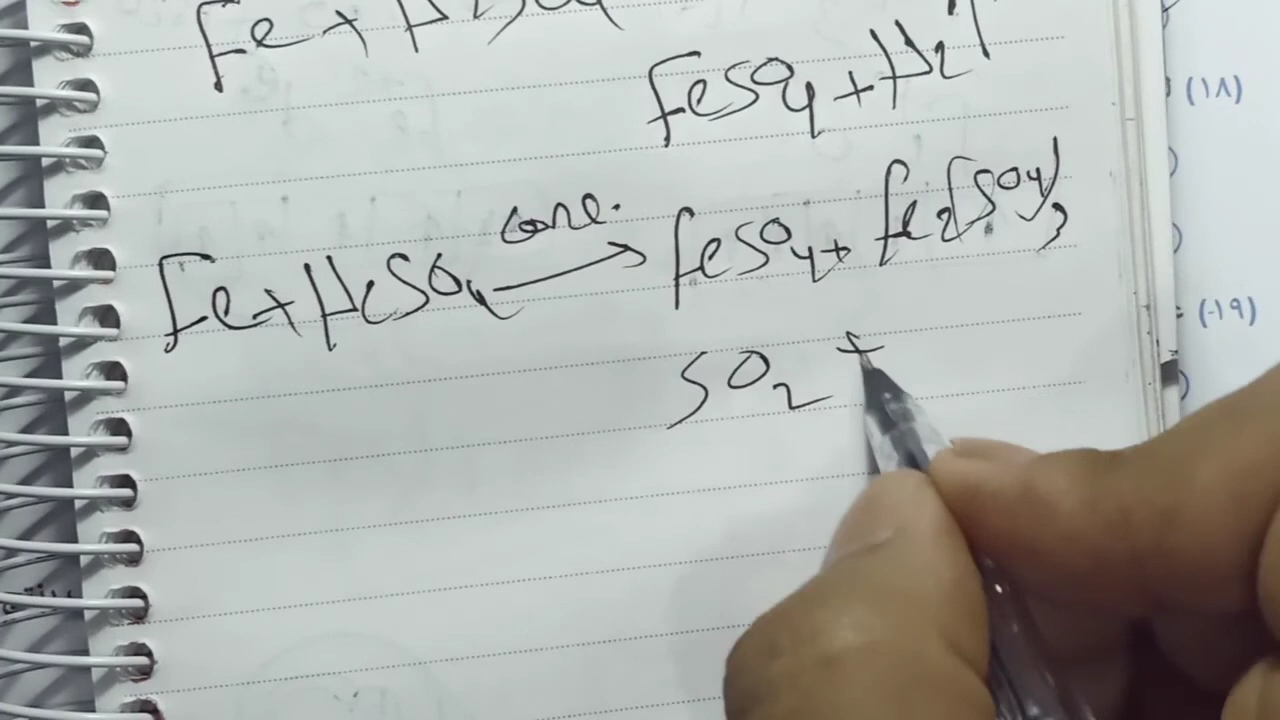 Fe + H2SO4
FeSO4 + H2↑
Fe + H2SO4 conc. → FeSO4 + Fe2(SO4)3
SO2 +
(١٨)
(-١٩)